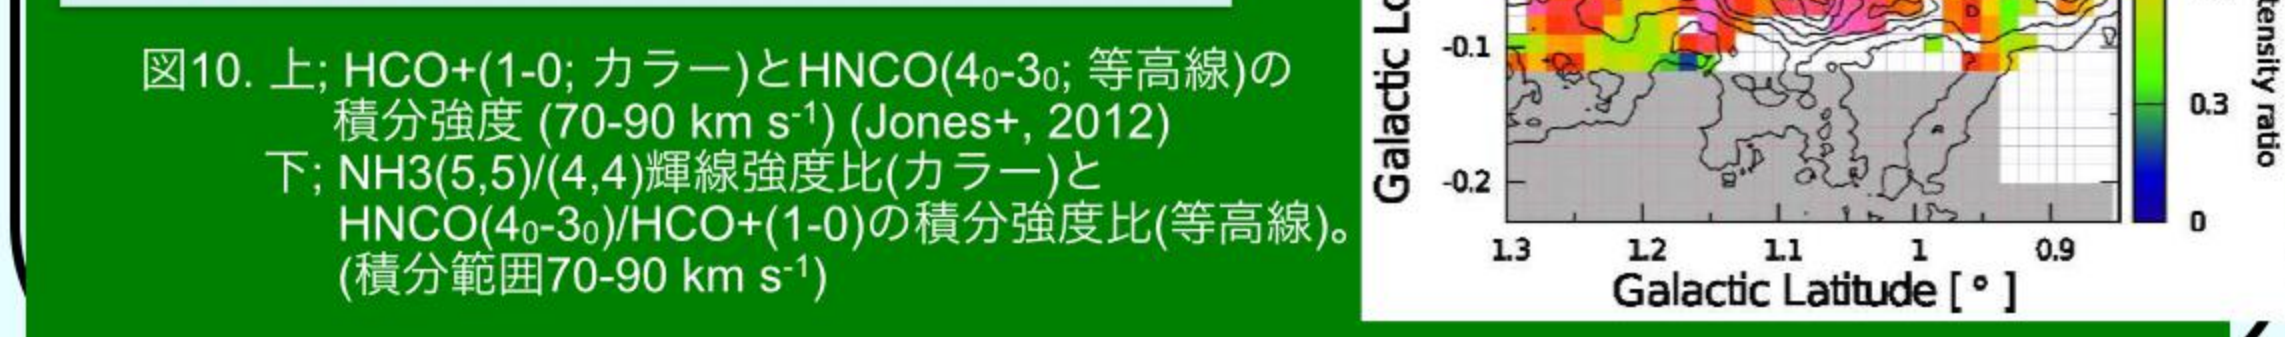 図10. 上; HCO+(1-0; カラー)とHNCO(4₀-3₀; 等高線)の
積分強度 (70-90 km s⁻¹) (Jones+, 2012)
下; NH3(5,5)/(4,4)輝線強度比(カラー)と
HNCO(4₀-3₀)/HCO+(1-0)の積分強度比(等高線)。
(積分範囲70-90 km s⁻¹)
Galactic Lo
-0.1
-0.2
1.3 1.2 1.1 1 0.9
Galactic Latitude [ ° ]
0.3
0
tensity ratio